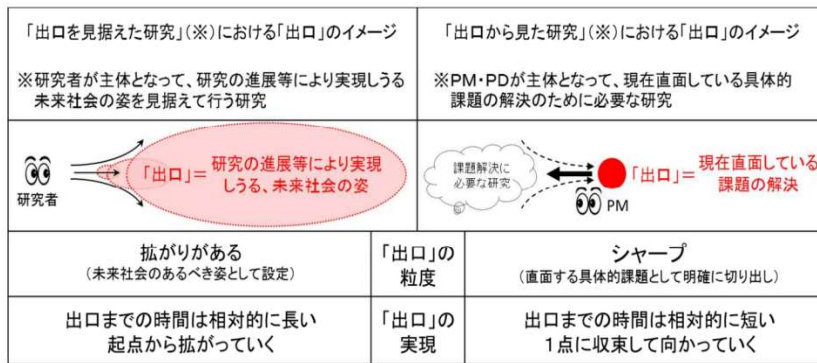 「出口を見据えた研究」(※)における「出口」のイメージ
※研究者が主体となって、研究の進展等により実現しうる
未来社会の姿を見据えて行う研究
「出口から見た研究」(※)における「出口」のイメージ
※PM・PDが主体となって、現在直面している具体的
課題の解決のために必要な研究
研究者
「出口」=
研究の進展等により実現
しうる、未来社会の姿
課題解決に
必要な研究
PM
「出口」=
現在直面している
課題の解決
拡がりがある
(未来社会のあるべき姿として設定)
「出口」の
粒度
シャープ
(直面する具体的課題として明確に切り出し)
出口までの時間は相対的に長い
起点から拡がっていく
「出口」の
実現
出口までの時間は相対的に短い
1点に収束して向かっていく